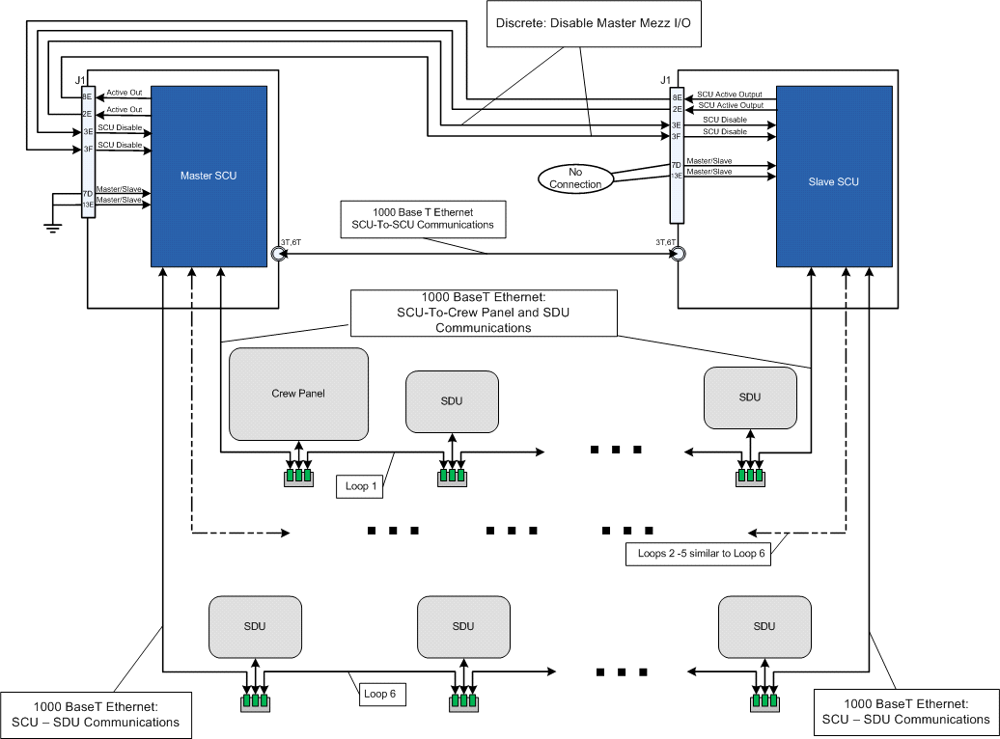 Discrete: Disable Master Mezz I/O
J1
8E
Active Out
2E
Active Out
3E
SCU Disable
3F
SCU Disable
7D
Master/Slave
13E
Master/Slave
Master SCU
J1
8E
SCU Active Output
2E
SCU Active Output
3E
SCU Disable
3F
SCU Disable
7D
Master/Slave
13E
Master/Slave
Slave SCU
No
Connection
1000 Base T Ethernet
SCU-To-SCU Communications
3T,6T
3T,6T
1000 BaseT Ethernet:
SCU-To-Crew Panel and SDU
Communications
Crew Panel
SDU
SDU
Loop 1
Loops 2 -5 similar to Loop 6
SDU
SDU
SDU
Loop 6
1000 BaseT Ethernet:
SCU – SDU Communications
1000 BaseT Ethernet:
SCU – SDU Communications